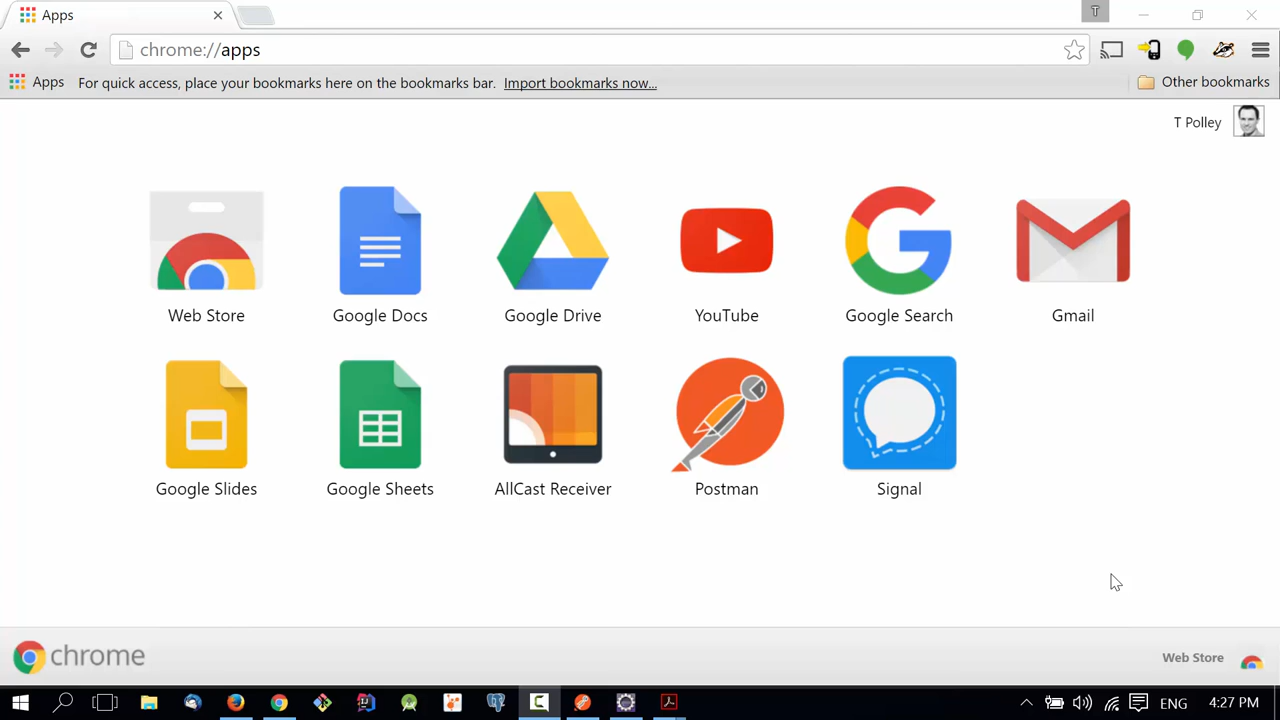 Apps
T
chrome://apps
Apps For quick access, place your bookmarks here on the bookmarks bar. Import bookmarks now... Other bookmarks
T Polley
Web Store Google Docs Google Drive YouTube Google Search Gmail
Google Slides Google Sheets AllCast Receiver Postman Signal
chrome Web Store
ENG 4:27 PM